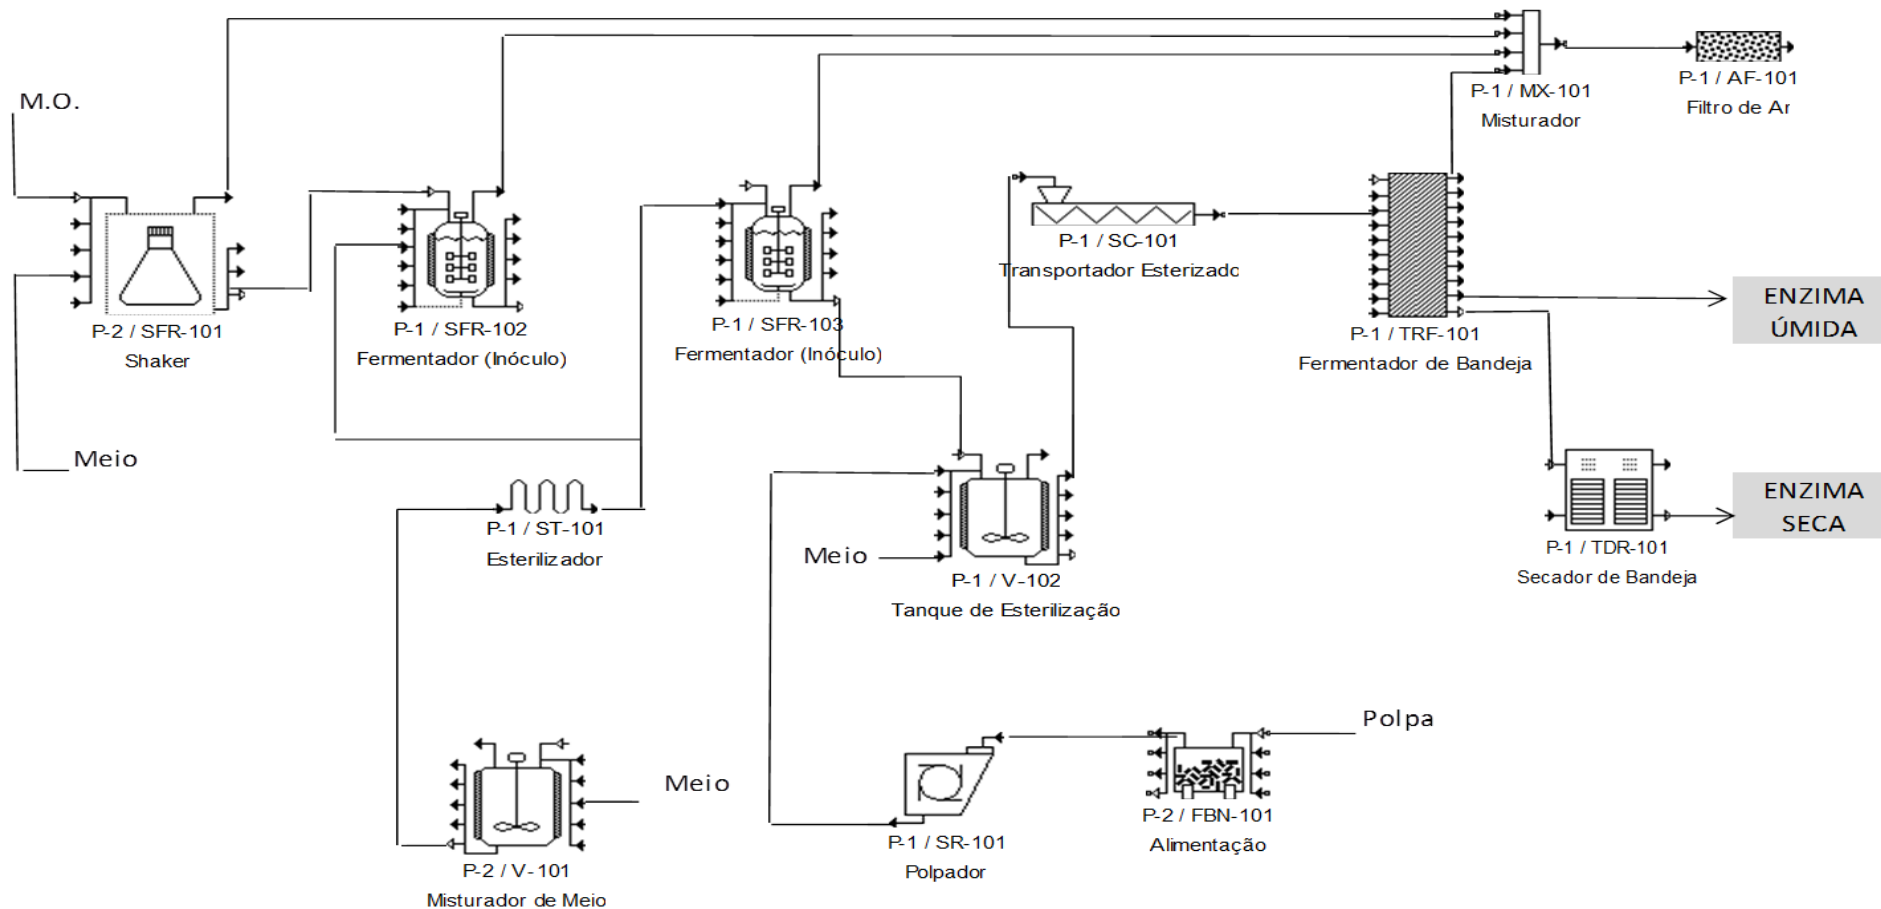 M.O.
P-1 / MX-101
Misturador
P-1 / AF-101
Filtro de Ar
P-2 / SFR-101
Shaker
P-1 / SFR-102
Fermentador (Inóculo)
P-1 / SFR-103
Fermentador (Inóculo)
P-1 / SC-101
Transportador Esterizado
P-1 / TRF-101
Fermentador de Bandeja
ENZIMA
ÚMIDA
Meio
P-1 / ST-101
Esterilizador
Meio
P-1 / V-102
Tanque de Esterilização
P-1 / TDR-101
Secador de Bandeja
ENZIMA
SECA
Polpa
Meio
P-2 / V-101
Misturador de Meio
P-1 / SR-101
Polpador
P-2 / FBN-101
Alimentação